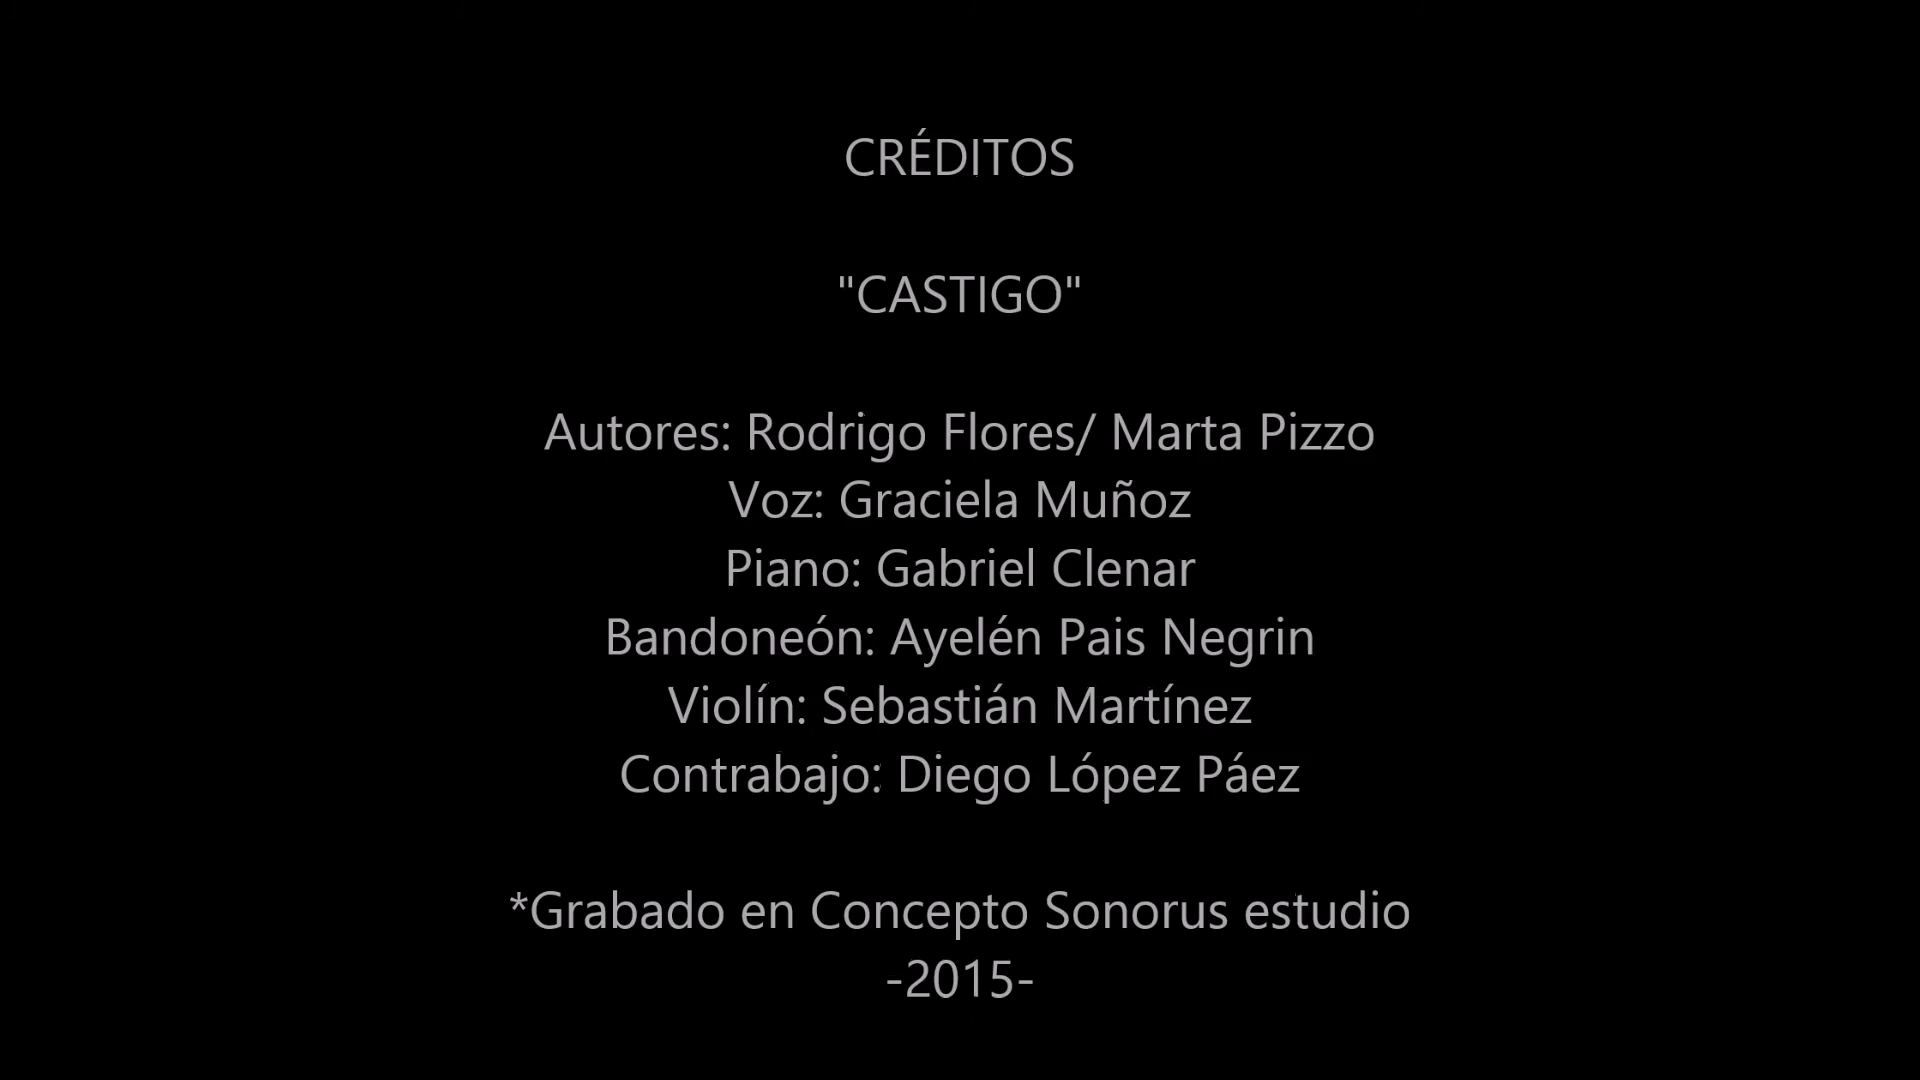 CRÉDITOS
"CASTIGO"
Autores: Rodrigo Flores/ Marta Pizzo
Voz: Graciela Muñoz
Piano: Gabriel Clenar
Bandoneón: Ayelén Pais Negrin
Violín: Sebastián Martínez
Contrabajo: Diego López Páez
*Grabado en Concepto Sonorus estudio
-2015-